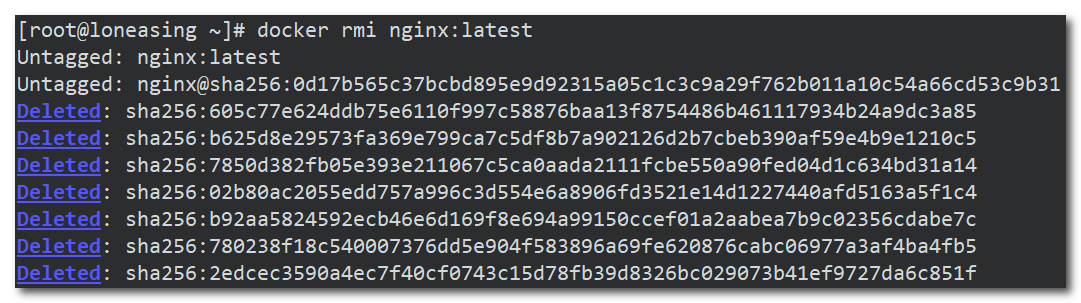 [root@loneasing ~]# docker rmi nginx:latest
Untagged: nginx:latest
Untagged: nginx@sha256:0d17b565c37bcbd895e9d92315a05c1c3c9a29f762b011a10c54a66cd53c9b31
Deleted: sha256:605c77e624ddb75e6110f997c58876baa13f8754486b461117934b24a9dc3a85
Deleted: sha256:b625d8e29573fa369e799ca7c5df8b7a902126d2b7cbeb390af59e4b9e1210c5
Deleted: sha256:7850d382fb05e393e211067c5ca0aada2111fcbe550a90fed04d1c634bd31a14
Deleted: sha256:02b80ac2055edd757a996c3d554e6a8906fd3521e14d1227440afd5163a5f1c4
Deleted: sha256:b92aa5824592ecb46e6d169f8e694a99150ccef01a2aabea7b9c02356cdabe7c
Deleted: sha256:780238f18c540007376dd5e904f583896a69fe620876cabc06977a3af4ba4fb5
Deleted: sha256:2edcec3590a4ec7f40cf0743c15d78fb39d8326bc029073b41ef9727da6c851f